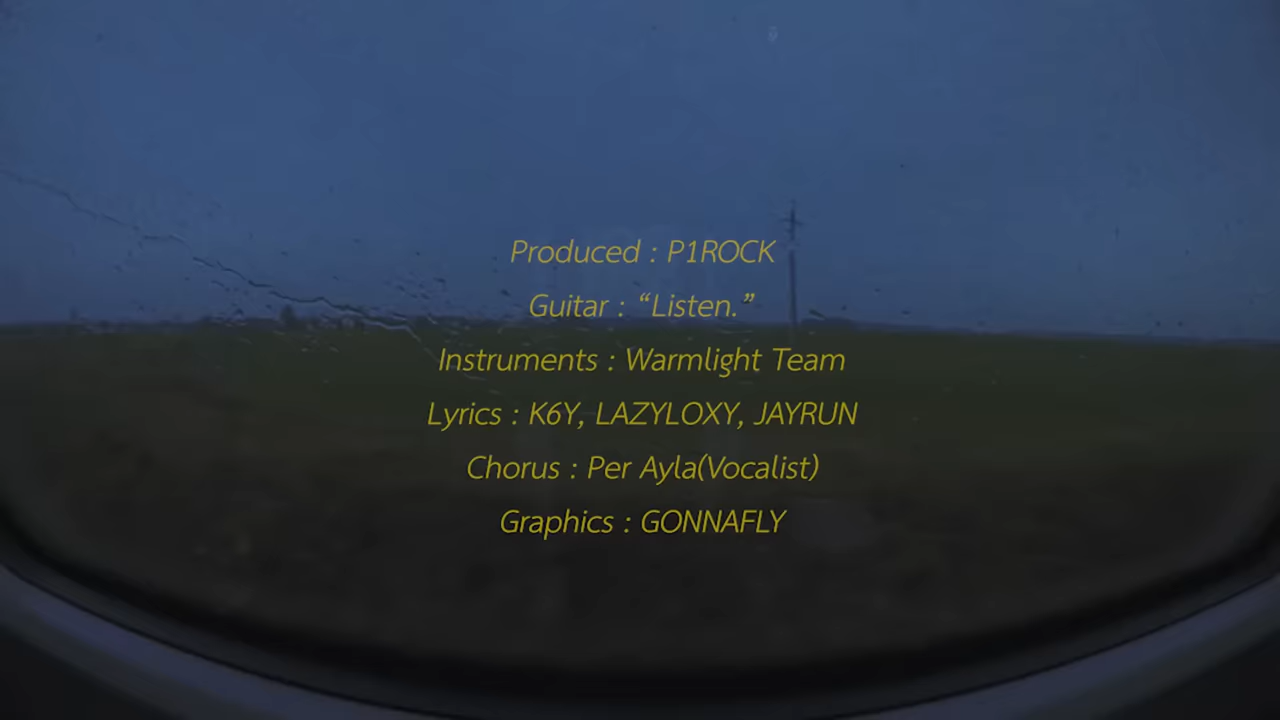 Produced : P1ROCK
Guitar : “Listen.”
Instruments : Warmlight Team
Lyrics : K6Y, LAZYLOXY, JAYRUN
Chorus : Per Ayla(Vocalist)
Graphics : GONNAFLY